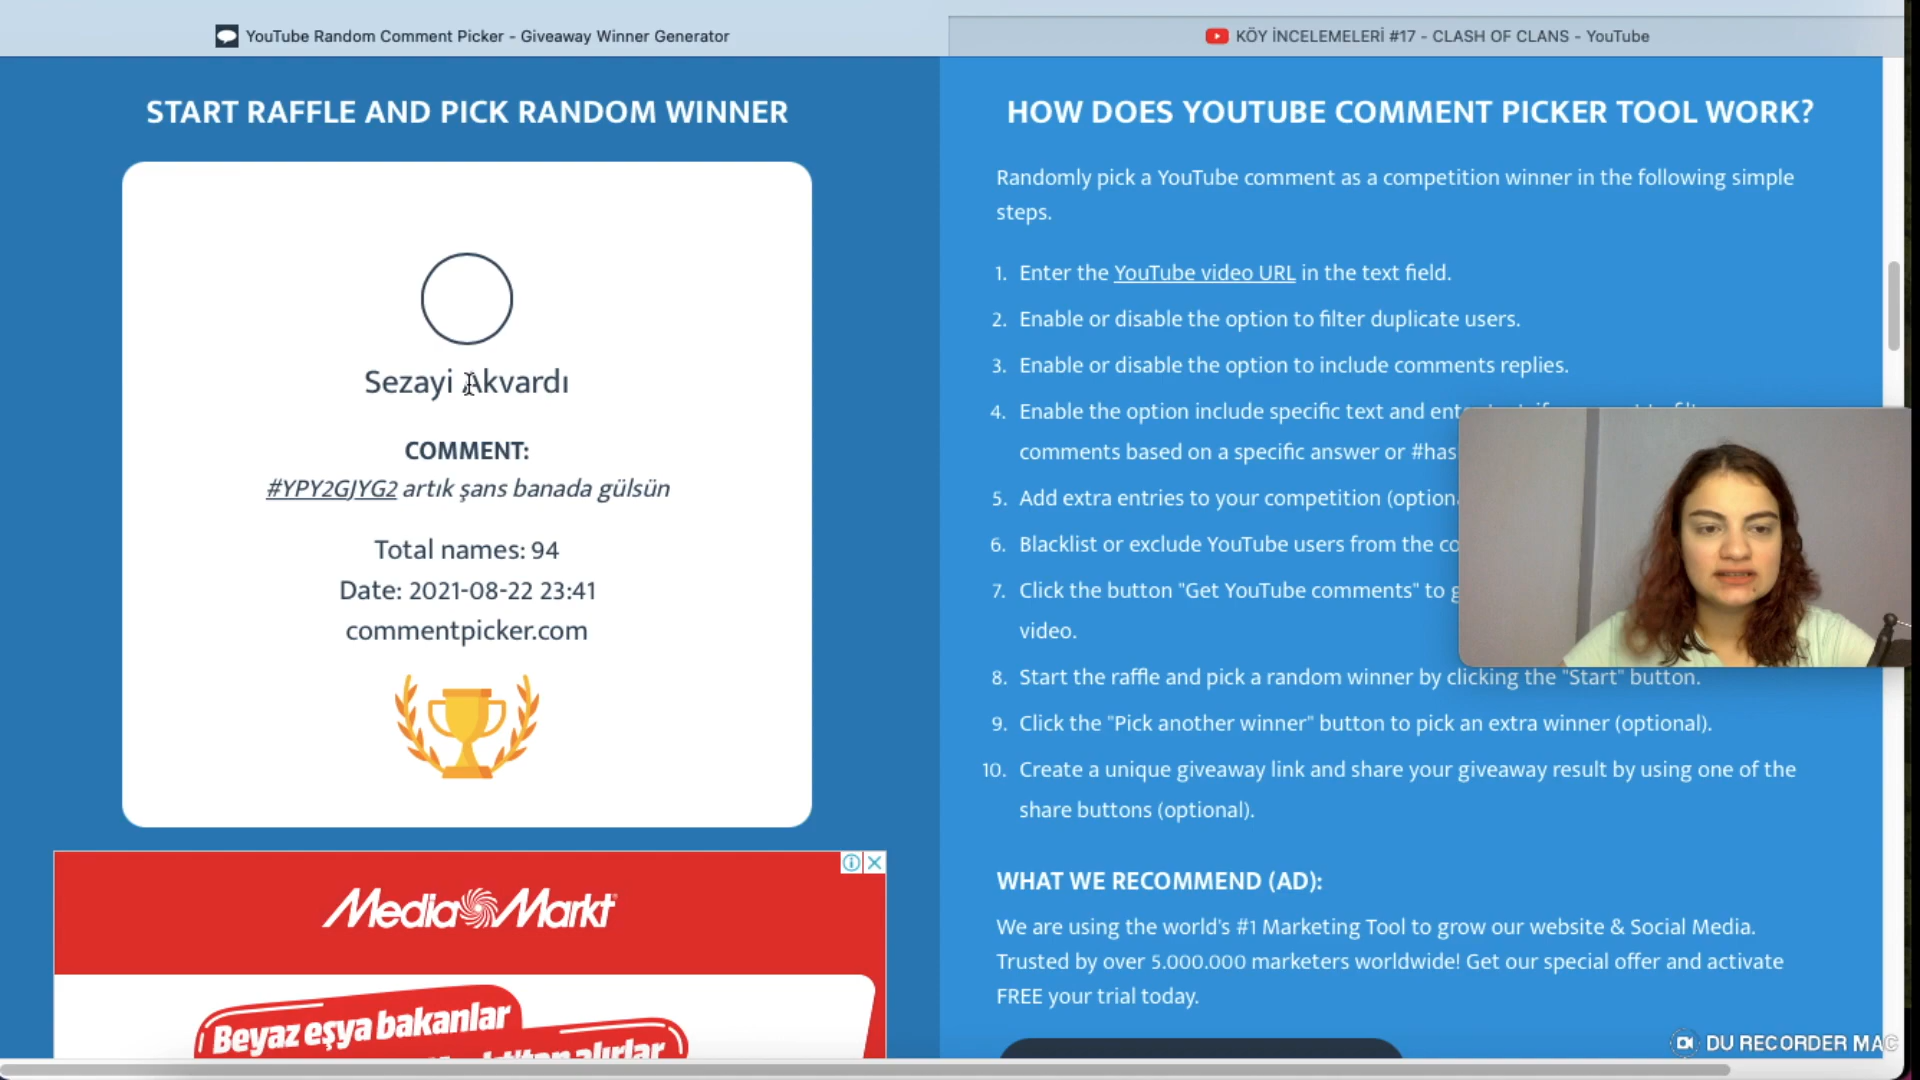 YouTube Random Comment Picker - Giveaway Winner Generator
KÖY İNCELEMELERİ #17 - CLASH OF CLANS - YouTube
START RAFFLE AND PICK RANDOM WINNER
Sezayi Akvardı
COMMENT:
#YPY2GJYG2 artık şans banada gülsün
Total names: 94
Date: 2021-08-22 23:41
commentpicker.com
MediaMarkt
Beyaz eşya bakanlar
alırlar
HOW DOES YOUTUBE COMMENT PICKER TOOL WORK?
Randomly pick a YouTube comment as a competition winner in the following simple
steps.
1. Enter the YouTube video URL in the text field.
2. Enable or disable the option to filter duplicate users.
3. Enable or disable the option to include comments replies.
4. Enable the option include specific text and
comments based on a specific answer or #has
5. Add extra entries to your competition
6. Blacklist or exclude YouTube users from the
7. Click the button "Get YouTube comments" to
video.
8. Start the raffle and pick a random winner by clicking the "Start" button.
9. Click the "Pick another winner" button to pick an extra winner (optional).
10. Create a unique giveaway link and share your giveaway result by using one of the
share buttons (optional).
WHAT WE RECOMMEND (AD):
We are using the world's #1 Marketing Tool to grow our website & Social Media.
Trusted by over 5.000.000 marketers worldwide! Get our special offer and activate
FREE your trial today.
DU RECORDER MAC